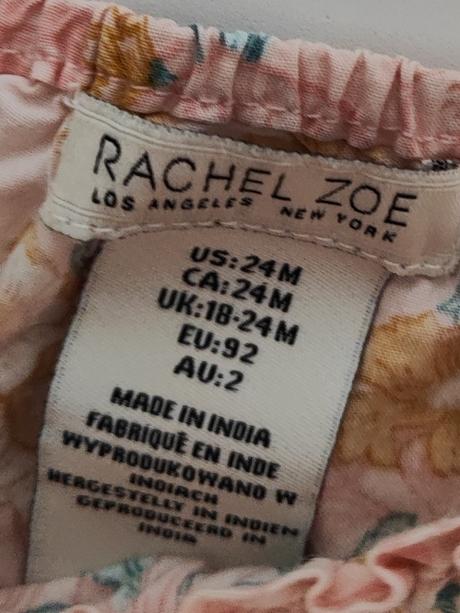 RACHEL ZOE
LOS ANGELES NEW YORK
US:24M
CA:24M
UK:18-24M
EU:92
AU:2
MADE IN INDIA
FABRIQUÉ EN INDE
WYPRODUKOWANO W
INDIACH
HERGESTELLT IN INDIEN
GEPRODUCEERD IN
INDIA